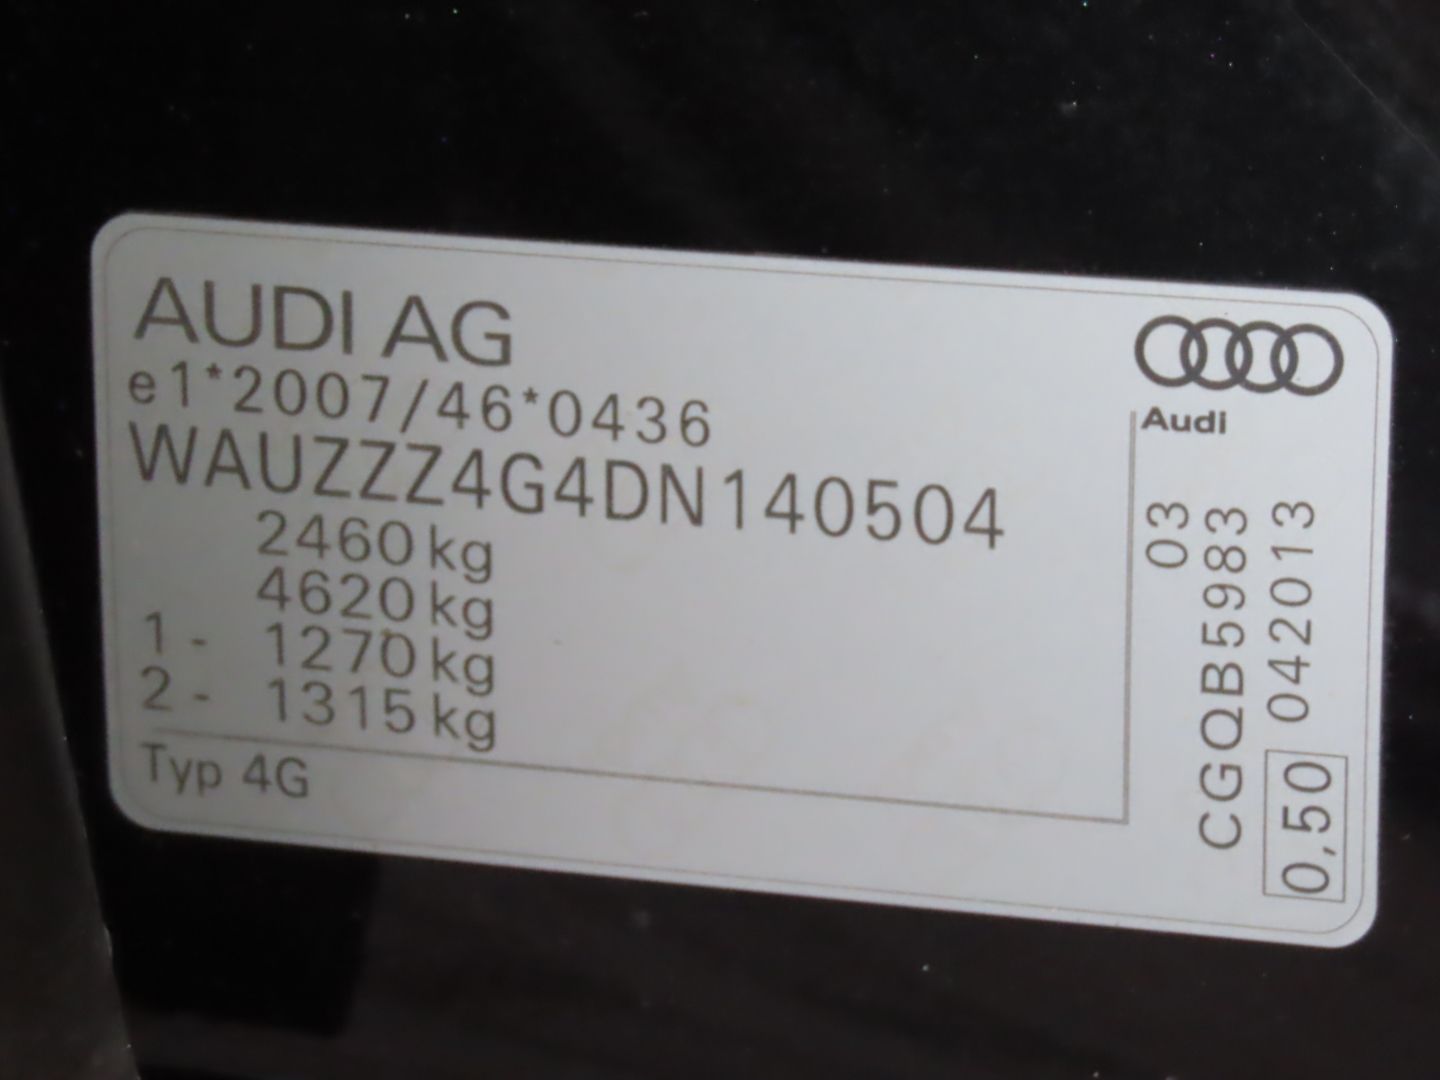 AUDI AG
e1*2007/46*0436
WAUZZZ4G4DN140504
2460 kg
4620 kg
1 - 1270 kg
2 - 1315 kg
Typ 4G
Audi
03
CGQB5983
0,50 042013